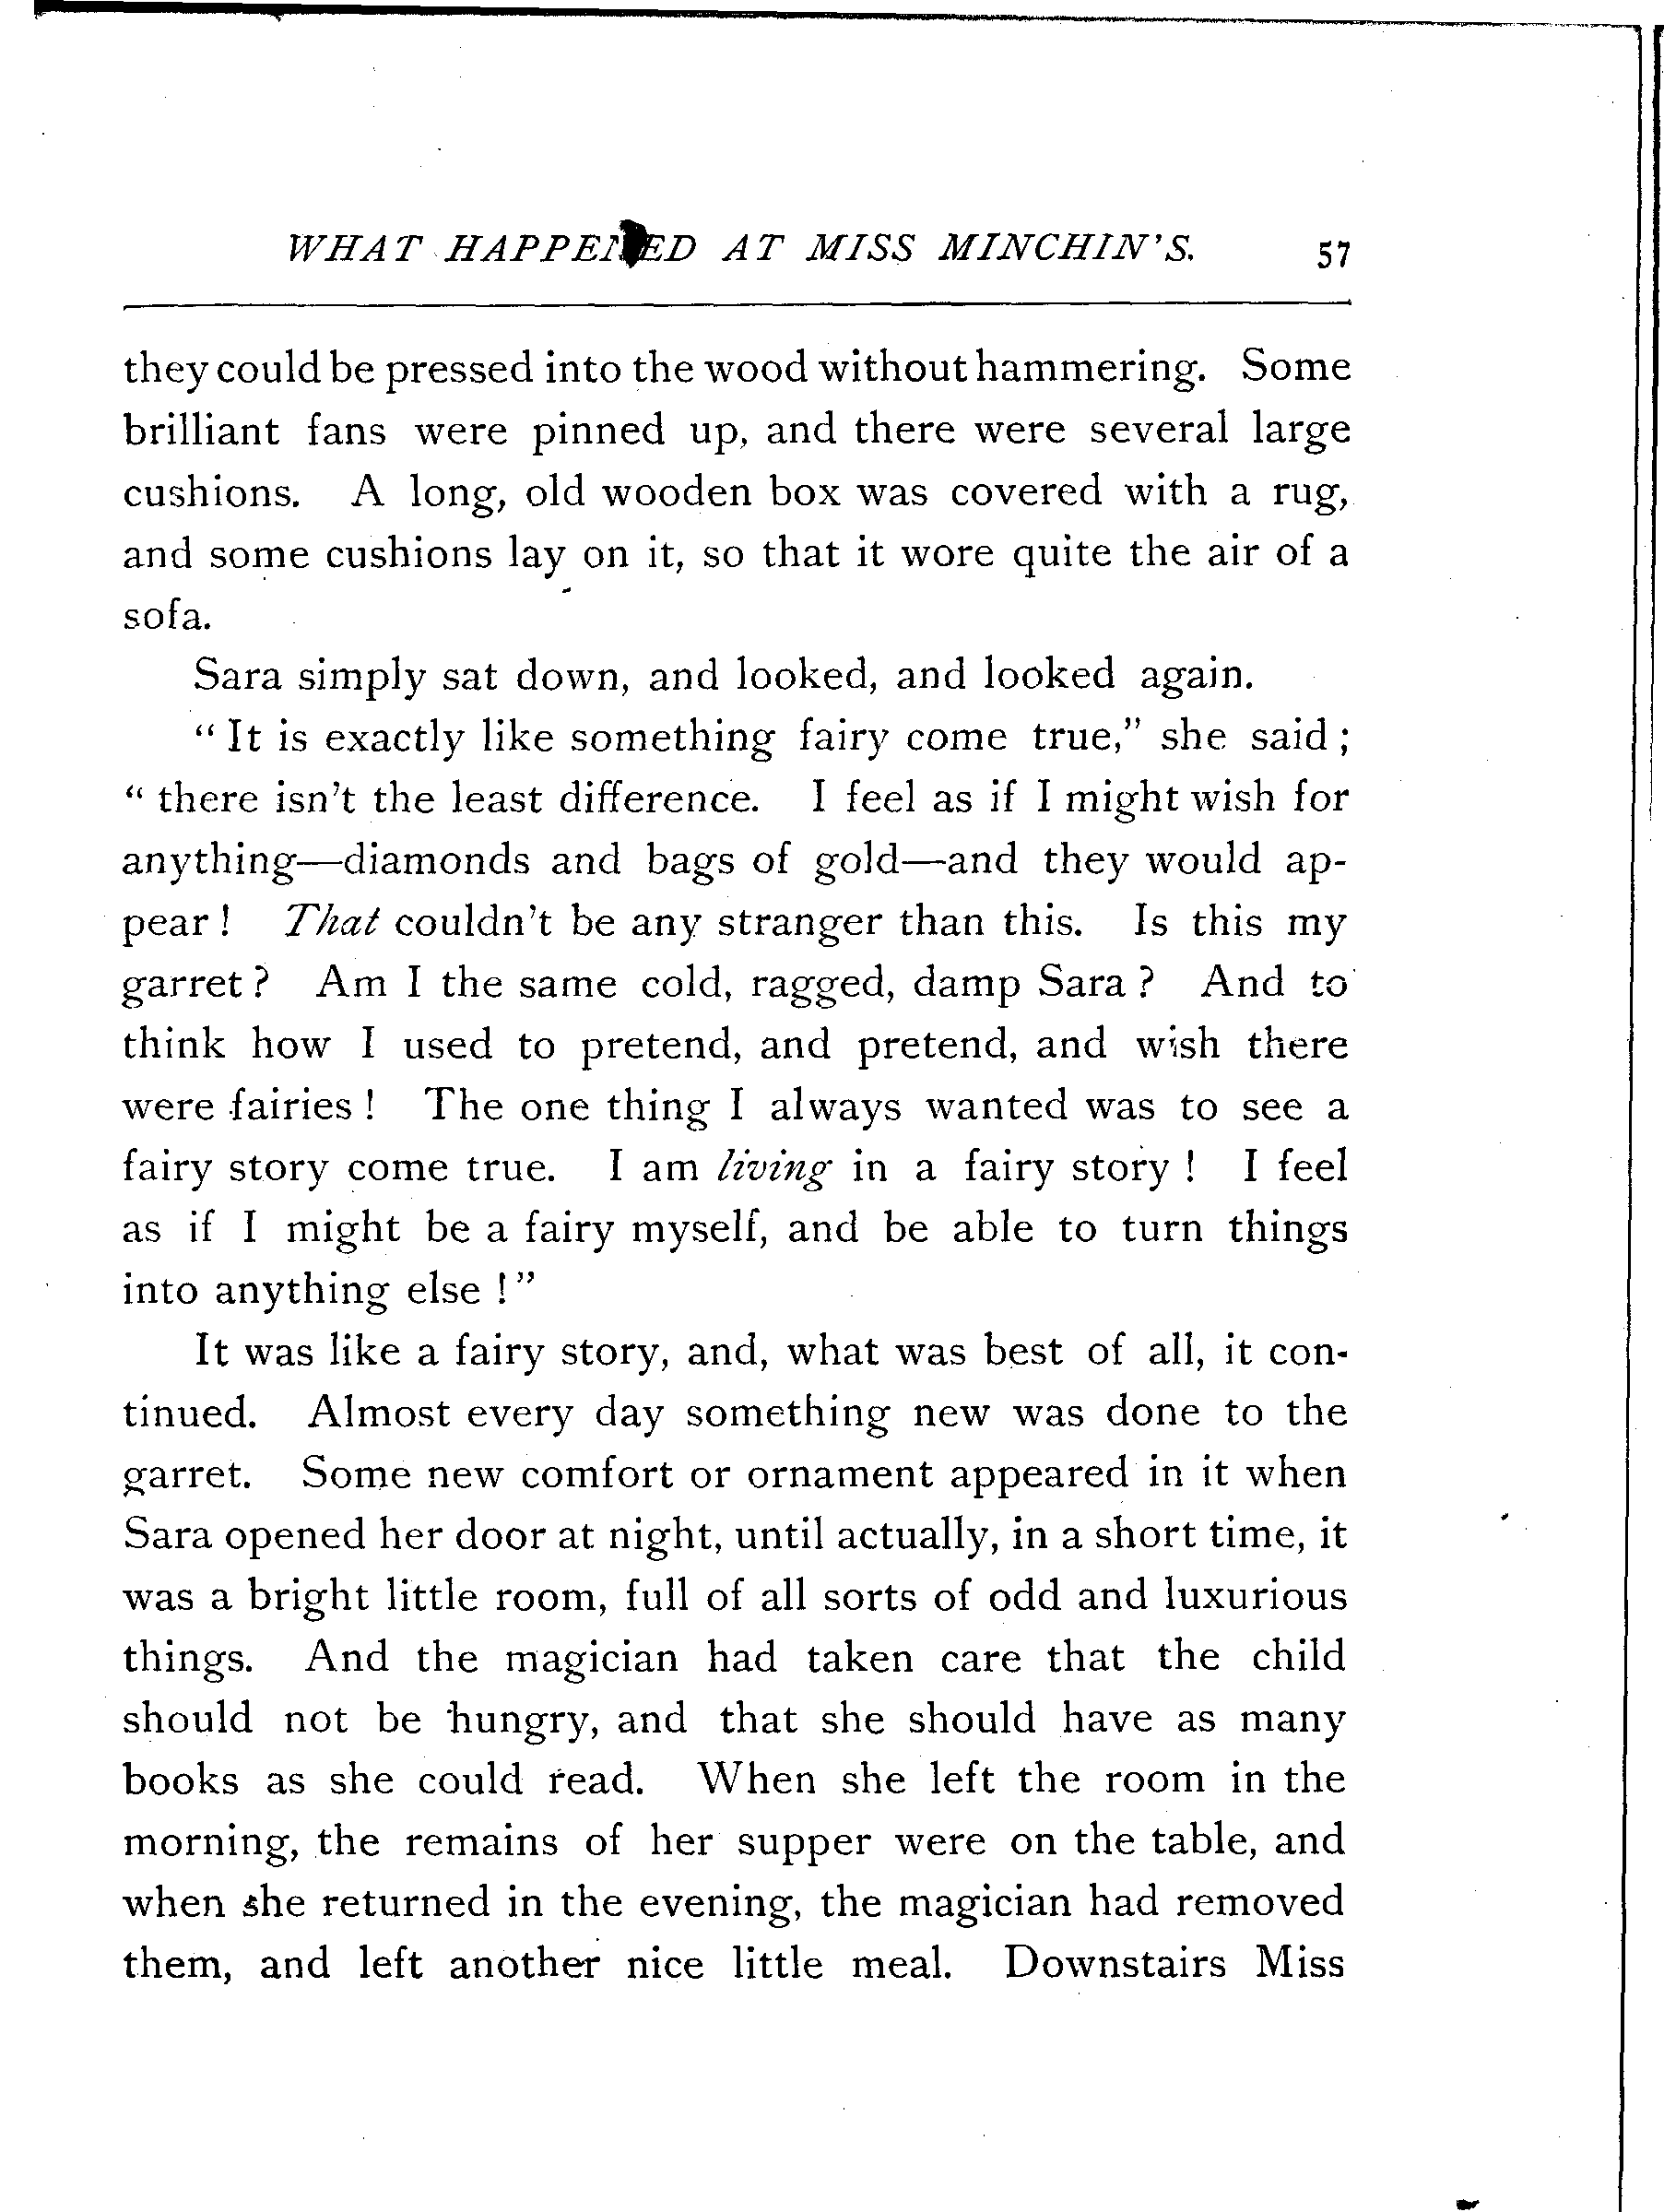 WHAT HAPPENED AT MISS MINCHIN'S. 57
they could be pressed into the wood without hammering. Some
brilliant fans were pinned up, and there were several large
cushions. A long, old wooden box was covered with a rug,
and some cushions lay on it, so that it wore quite the air of a
sofa.
Sara simply sat down, and looked, and looked again.
“ It is exactly like something fairy come true,” she said ;
“ there isn't the least difference. I feel as if I might wish for
anything—diamonds and bags of gold—and they would ap-
pear ! That couldn't be any stranger than this. Is this my
garret ? Am I the same cold, ragged, damp Sara ? And to
think how I used to pretend, and pretend, and wish there
were fairies ! The one thing I always wanted was to see a
fairy story come true. I am living in a fairy story ! I feel
as if I might be a fairy myself, and be able to turn things
into anything else !”
It was like a fairy story, and, what was best of all, it con-
tinued. Almost every day something new was done to the
garret. Some new comfort or ornament appeared in it when
Sara opened her door at night, until actually, in a short time, it
was a bright little room, full of all sorts of odd and luxurious
things. And the magician had taken care that the child
should not be hungry, and that she should have as many
books as she could read. When she left the room in the
morning, the remains of her supper were on the table, and
when she returned in the evening, the magician had removed
them, and left another nice little meal. Downstairs Miss